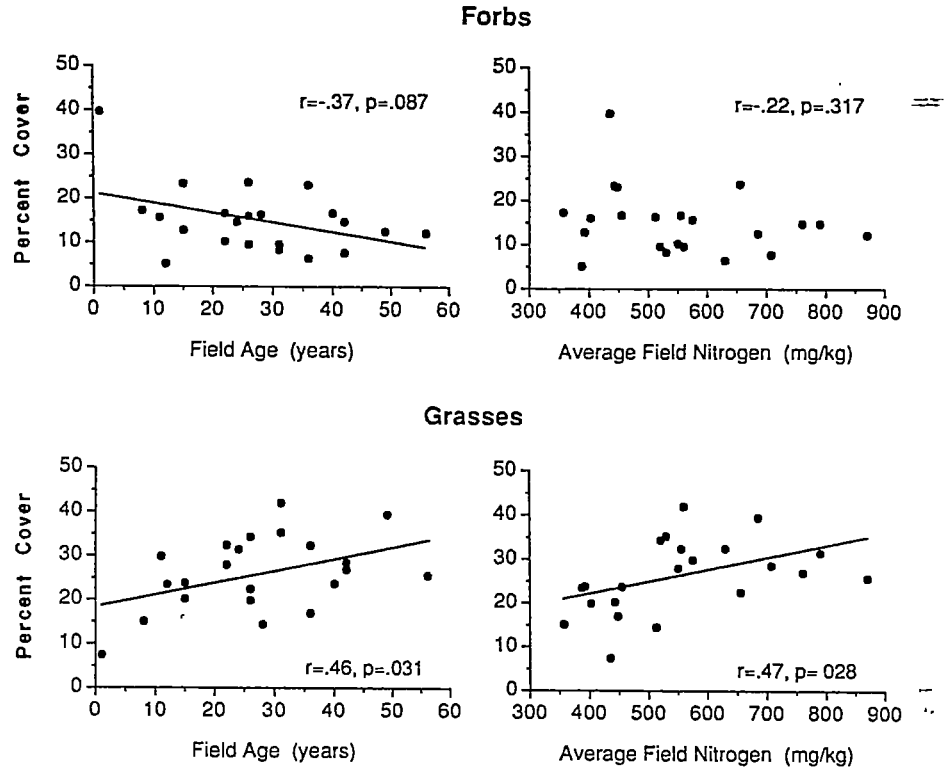 Forbs
50
40
30
20
10
0
Percent Cover
r=-.37, p=.087
0 10 20 30 40 50 60
Field Age (years)
50
40
30
20
10
0
r=-.22, p=.317
300 400 500 600 700 800 900
Average Field Nitrogen (mg/kg)
Grasses
50
40
30
20
10
0
Percent Cover
r=.46, p=.031
0 10 20 30 40 50 60
Field Age (years)
50
40
30
20
10
0
r=.47, p= 028
300 400 500 600 700 800 900
Average Field Nitrogen (mg/kg)